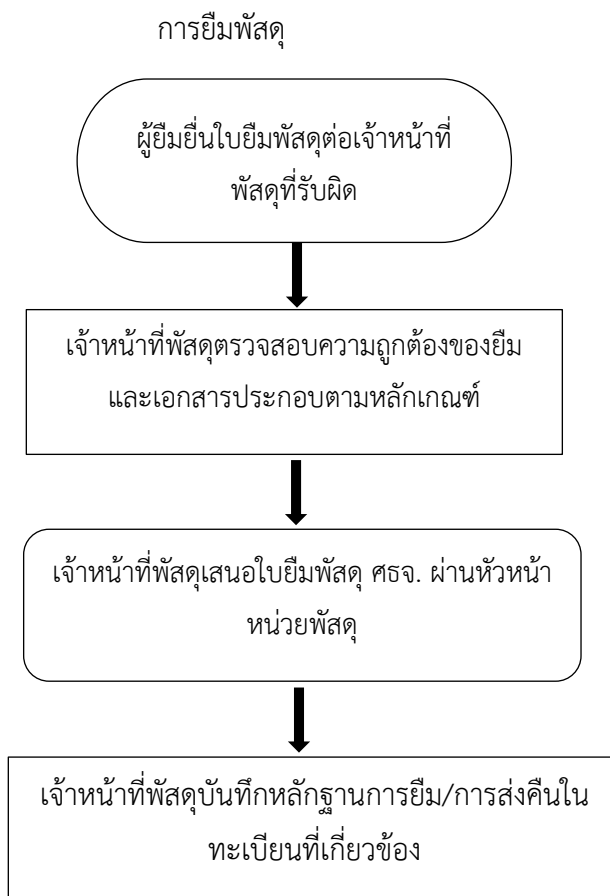 การยืมพัสดุ
ผู้ยืมยื่นใบยืมพัสดุต่อเจ้าหน้าที่
พัสดุที่รับผิด
เจ้าหน้าที่พัสดุตรวจสอบความถูกต้องของยืม
และเอกสารประกอบตามหลักเกณฑ์
เจ้าหน้าที่พัสดุเสนอใบยืมพัสดุ ศธจ. ผ่านหัวหน้า
หน่วยพัสดุ
เจ้าหน้าที่พัสดุบันทึกหลักฐานการยืม/การส่งคืนใน
ทะเบียนที่เกี่ยวข้อง